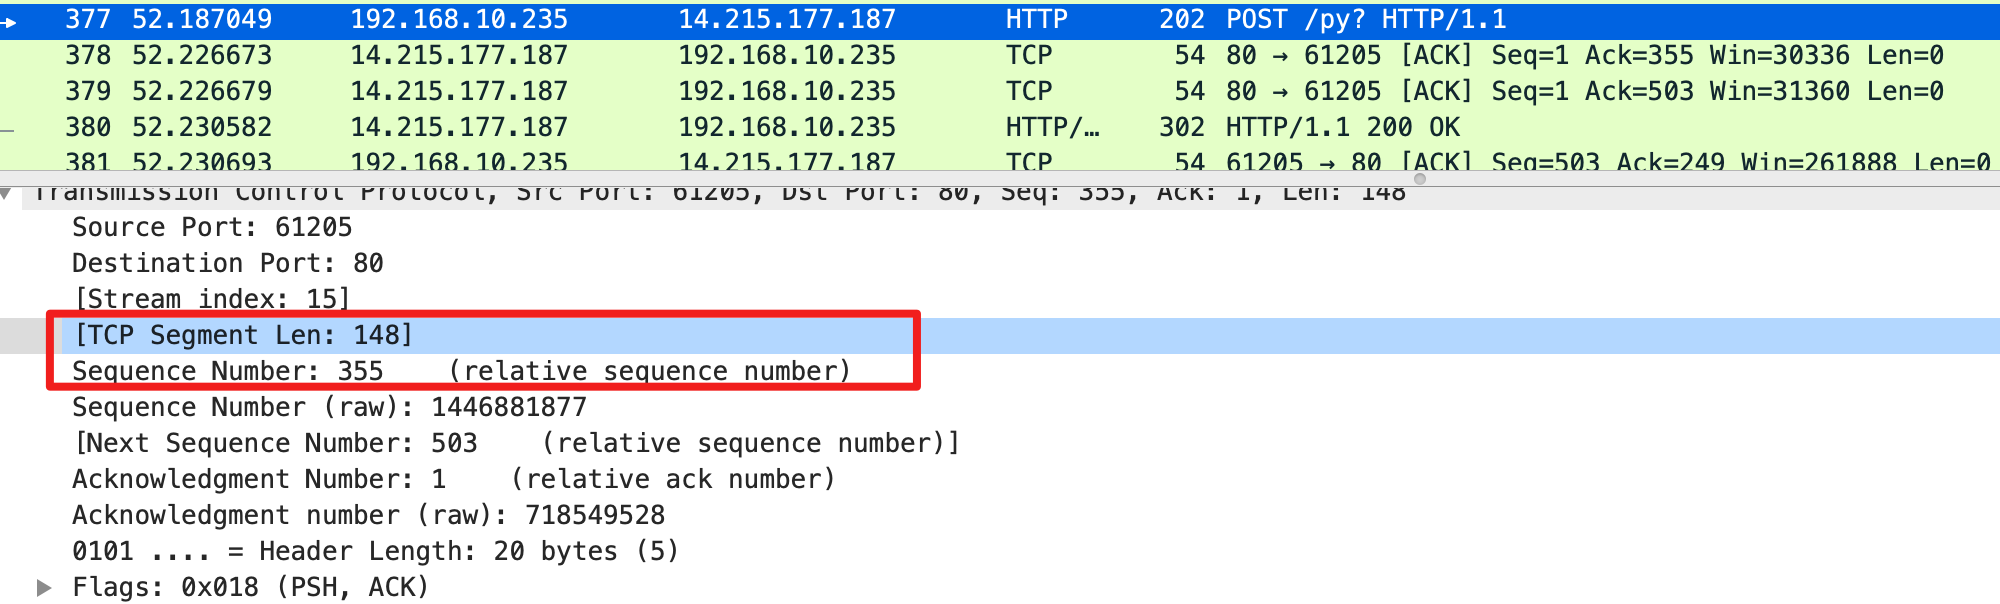 377 52.187049 192.168.10.235 14.215.177.187 HTTP 202 POST /py? HTTP/1.1
378 52.226673 14.215.177.187 192.168.10.235 TCP 54 80 → 61205 [ACK] Seq=1 Ack=355 Win=30336 Len=0
379 52.226679 14.215.177.187 192.168.10.235 TCP 54 80 → 61205 [ACK] Seq=1 Ack=503 Win=31360 Len=0
380 52.230582 14.215.177.187 192.168.10.235 HTTP/… 302 HTTP/1.1 200 OK
381 52.230693 192.168.10.235 14.215.177.187 TCP 54 61205 → 80 [ACK] Seq=503 Ack=249 Win=261888 Len=0
Transmission Control Protocol, Src Port: 61205, Dst Port: 80, Seq: 355, Ack: 1, Len: 148
Source Port: 61205
Destination Port: 80
[Stream index: 15]
[TCP Segment Len: 148]
Sequence Number: 355 (relative sequence number)
Sequence Number (raw): 1446881877
[Next Sequence Number: 503 (relative sequence number)]
Acknowledgment Number: 1 (relative ack number)
Acknowledgment number (raw): 718549528
0101 .... = Header Length: 20 bytes (5)
Flags: 0x018 (PSH, ACK)